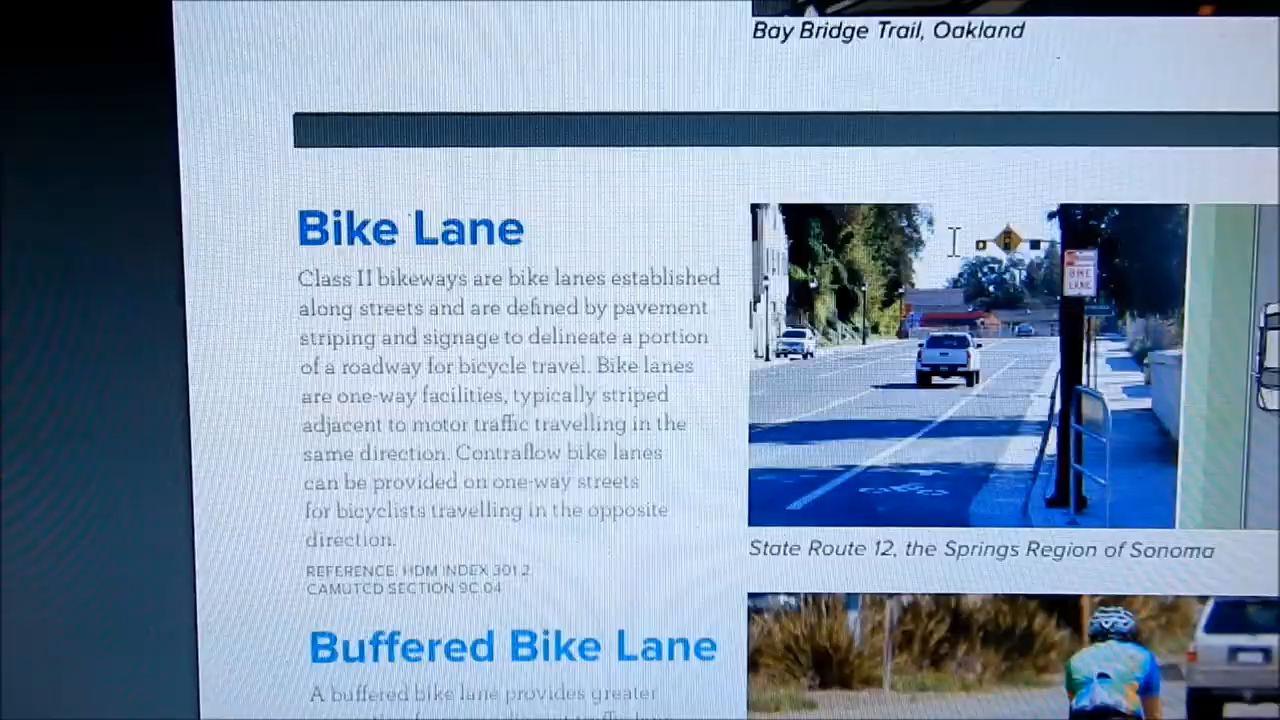 Bay Bridge Trail, Oakland
Bike Lane
Class II bikeways are bike lanes established
along streets and are defined by pavement
striping and signage to delineate a portion
of a roadway for bicycle travel. Bike lanes
are one-way facilities, typically striped
adjacent to motor traffic travelling in the
same direction. Contraflow bike lanes
can be provided on one-way streets
for bicyclists travelling in the opposite
direction.
REFERENCE: HDM INDEX 301.2
CAMUTCD SECTION 9C.04
BIKE
LANE
State Route 12, the Springs Region of Sonoma
Buffered Bike Lane
A buffered bike lane provides greater